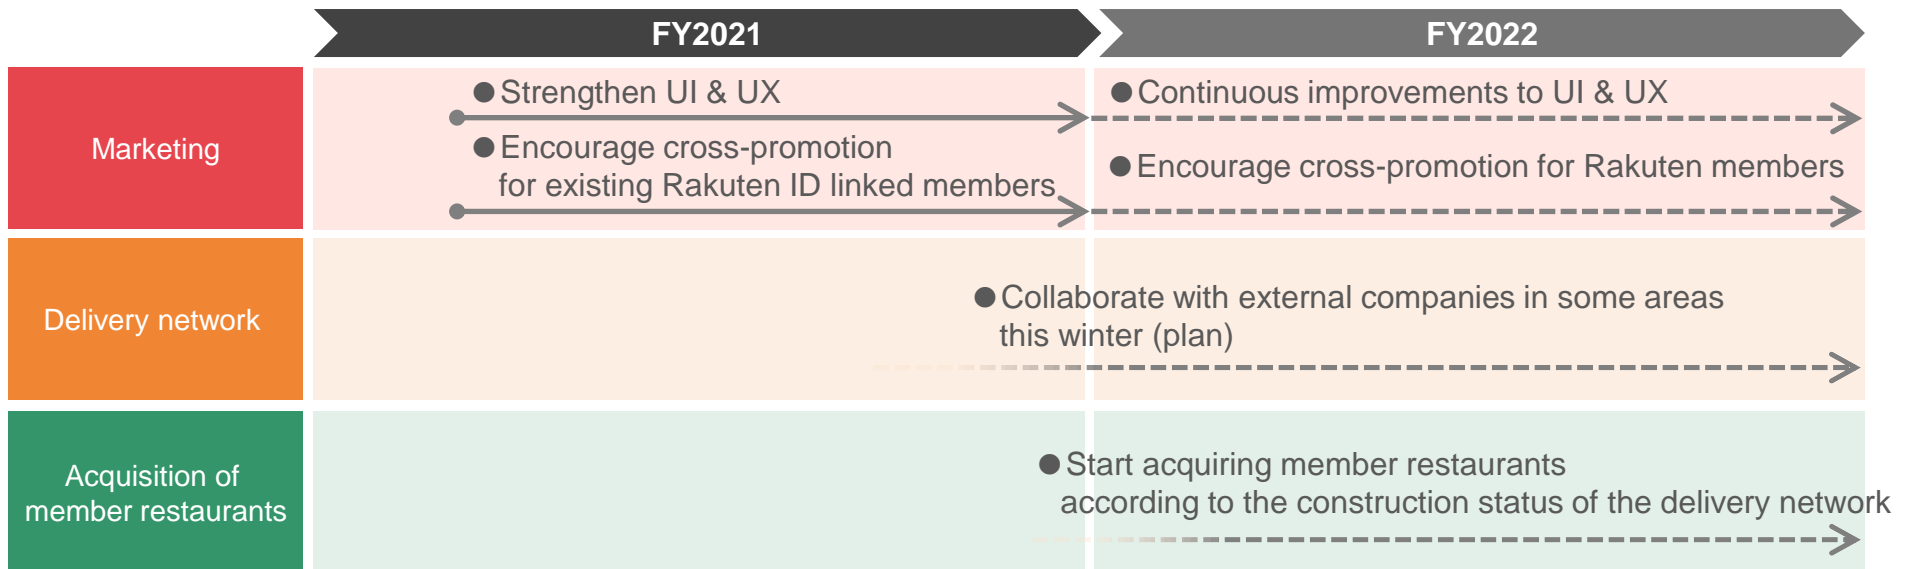 FY2021
FY2022
Marketing
●Strengthen UI & UX
●Encourage cross-promotion
for existing Rakuten ID linked members
●Continuous improvements to UI & UX
●Encourage cross-promotion for Rakuten members
Delivery network
●Collaborate with external companies in some areas
this winter (plan)
Acquisition of
member restaurants
●Start acquiring member restaurants
according to the construction status of the delivery network